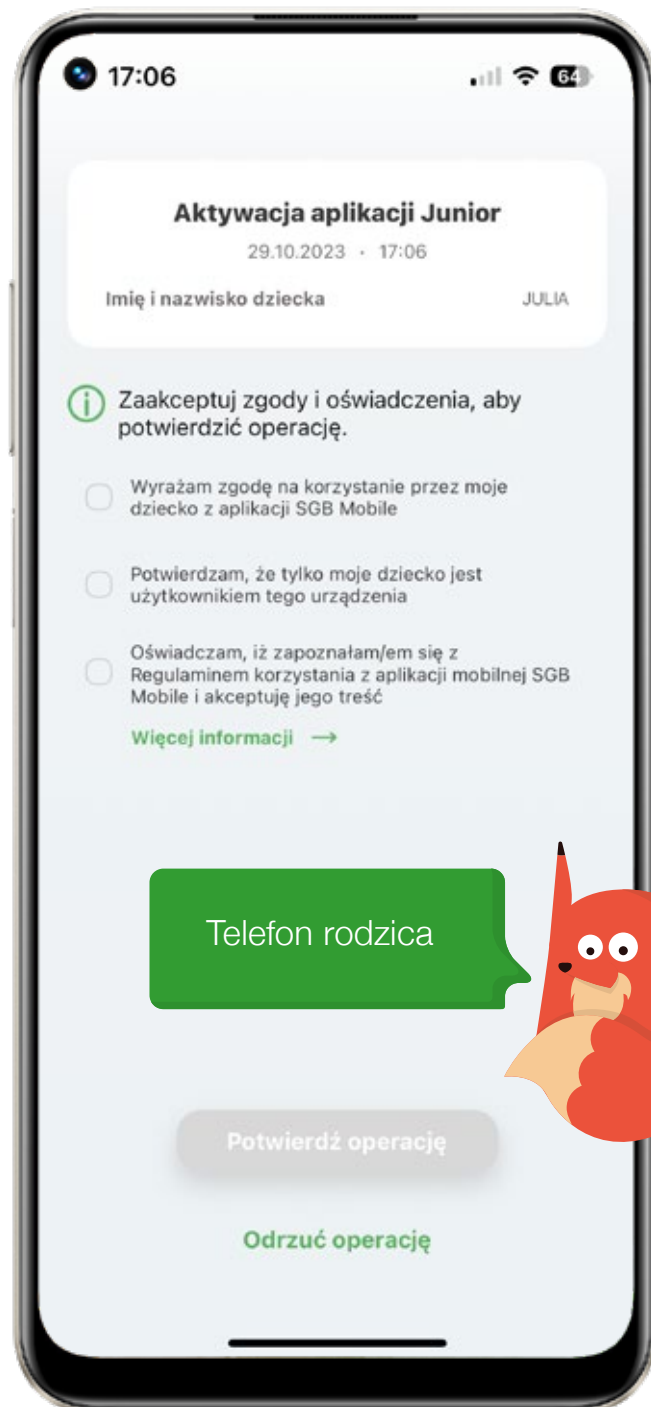 17:06
64
Aktywacja aplikacji Junior
29.10.2023 · 17:06
Imię i nazwisko dziecka JULIA
Zaakceptuj zgody i oświadczenia, aby
potwierdzić operację.
Wyrażam zgodę na korzystanie przez moje
dziecko z aplikacji SGB Mobile
Potwierdzam, że tylko moje dziecko jest
użytkownikiem tego urządzenia
Oświadczam, iż zapoznałam/em się z
Regulaminem korzystania z aplikacji mobilnej SGB
Mobile i akceptuję jego treść
Więcej informacji →
Telefon rodzica
Potwierdź operację
Odrzuć operację